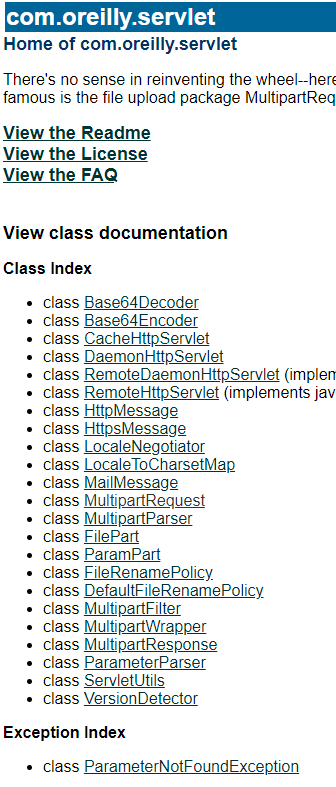 com.oreilly.servlet
Home of com.oreilly.servlet
There's no sense in reinventing the wheel--here
famous is the file upload package MultipartReq
View the Readme
View the License
View the FAQ
View class documentation
Class Index
class Base64Decoder
class Base64Encoder
class CacheHttpServlet
class DaemonHttpServlet
class RemoteDaemonHttpServlet (implem
class RemoteHttpServlet (implements jav
class HttpMessage
class HttpsMessage
class LocaleNegotiator
class LocaleToCharsetMap
class MailMessage
class MultipartRequest
class MultipartParser
class FilePart
class ParamPart
class FileRenamePolicy
class DefaultFileRenamePolicy
class MultipartFilter
class MultipartWrapper
class MultipartResponse
class ParameterParser
class ServletUtils
class VersionDetector
Exception Index
class ParameterNotFoundException